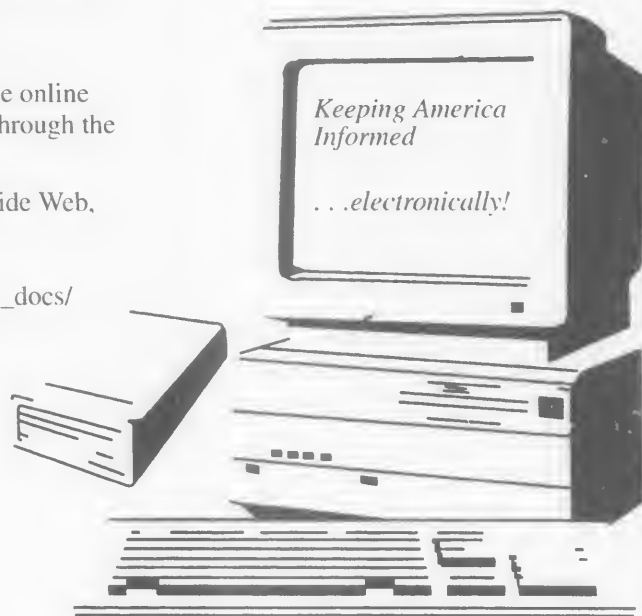 e online
hrough the
ide Web,
_docs/
Keeping America
Informed
. . .electronically!